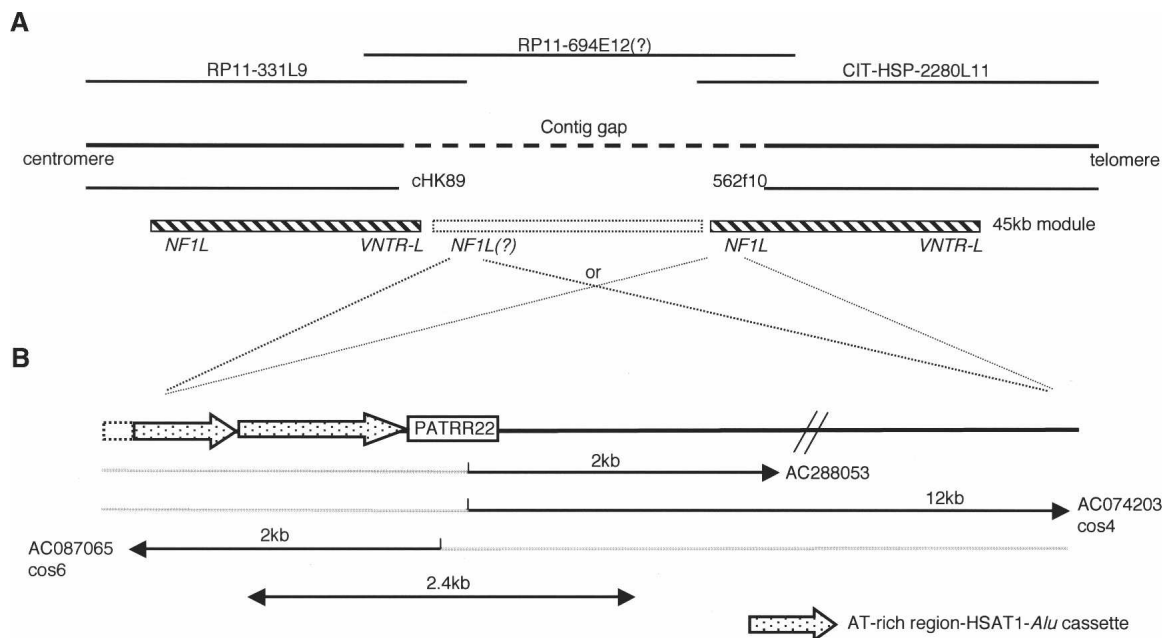 A
RP11-694E12(?)
RP11-331L9
CIT-HSP-2280L11
Contig gap
centromere
telomere
cHK89
562f10
45kb module
NF1L
VNTR-L
NF1L(?)
NF1L
VNTR-L
or
B
PATRR22
2kb
AC288053
12kb
AC074203
cos4
AC087065
cos6
2kb
2.4kb
AT-rich region-HSAT1-Alu cassette